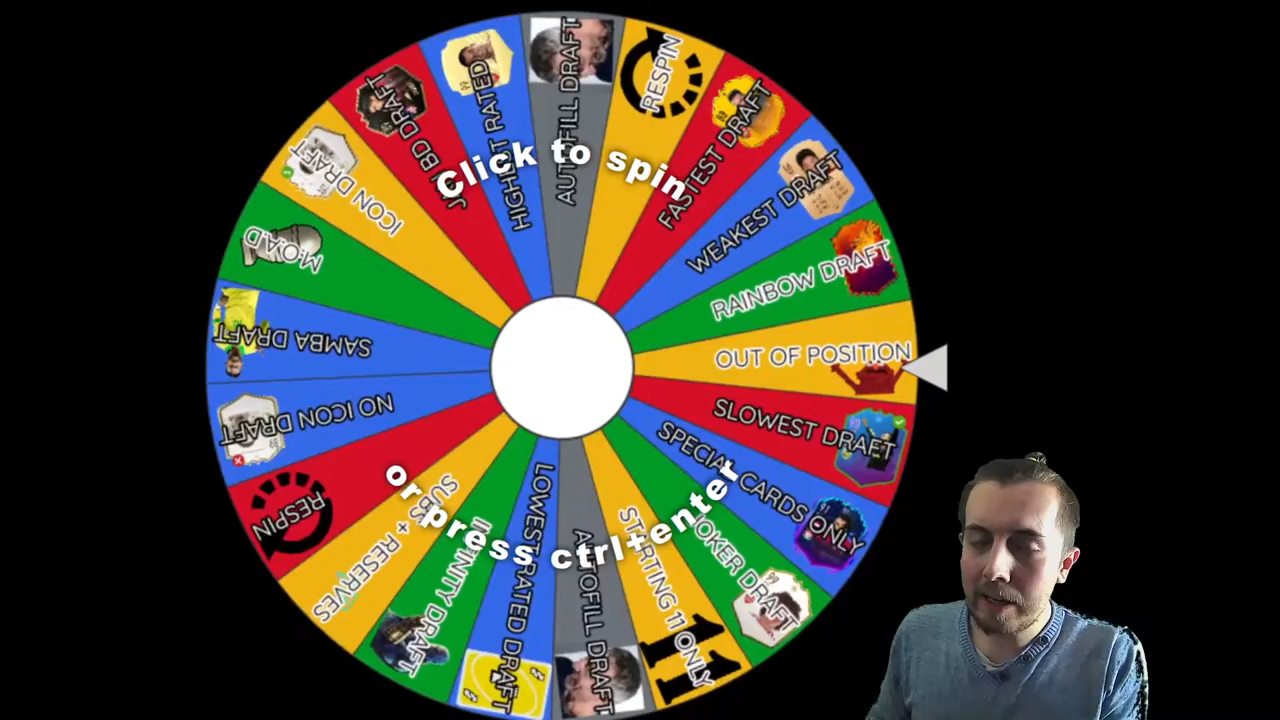 Click to spin
or press ctrl+enter
AUTOFILL DRAFT
RESPIN
FASTEST DRAFT
WEAKEST DRAFT
RAINBOW DRAFT
OUT OF POSITION
SLOWEST DRAFT
SPECIAL CARDS ONLY
JOKER DRAFT
STARTING 11 ONLY
11
AUTOFILL DRAFT
LOWEST RATED DRAFT
INFINITY DRAFT
SUBS + RESERVES
RESPIN
NO ICON DRAFT
SAMBA DRAFT
M.O.A.D
ICON DRAFT
BD DRAFT
HIGHEST RATED